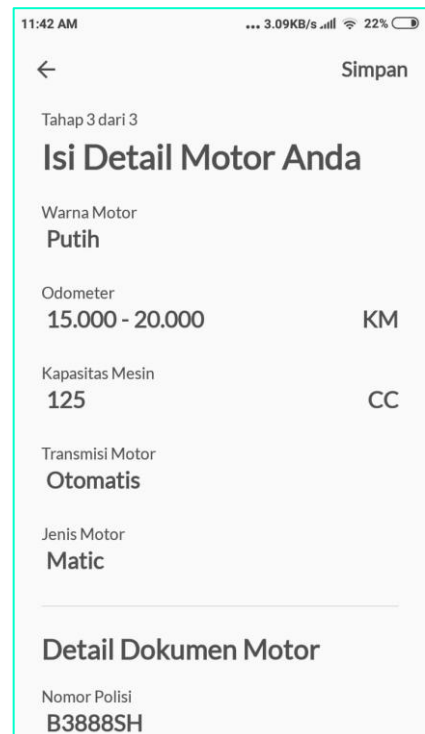 11:42 AM ... 3.09KB/s 22%
Simpan
Tahap 3 dari 3
Isi Detail Motor Anda
Warna Motor
Putih
Odometer
15.000 - 20.000 KM
Kapasitas Mesin
125 CC
Transmisi Motor
Otomatis
Jenis Motor
Matic
Detail Dokumen Motor
Nomor Polisi
B3888SH